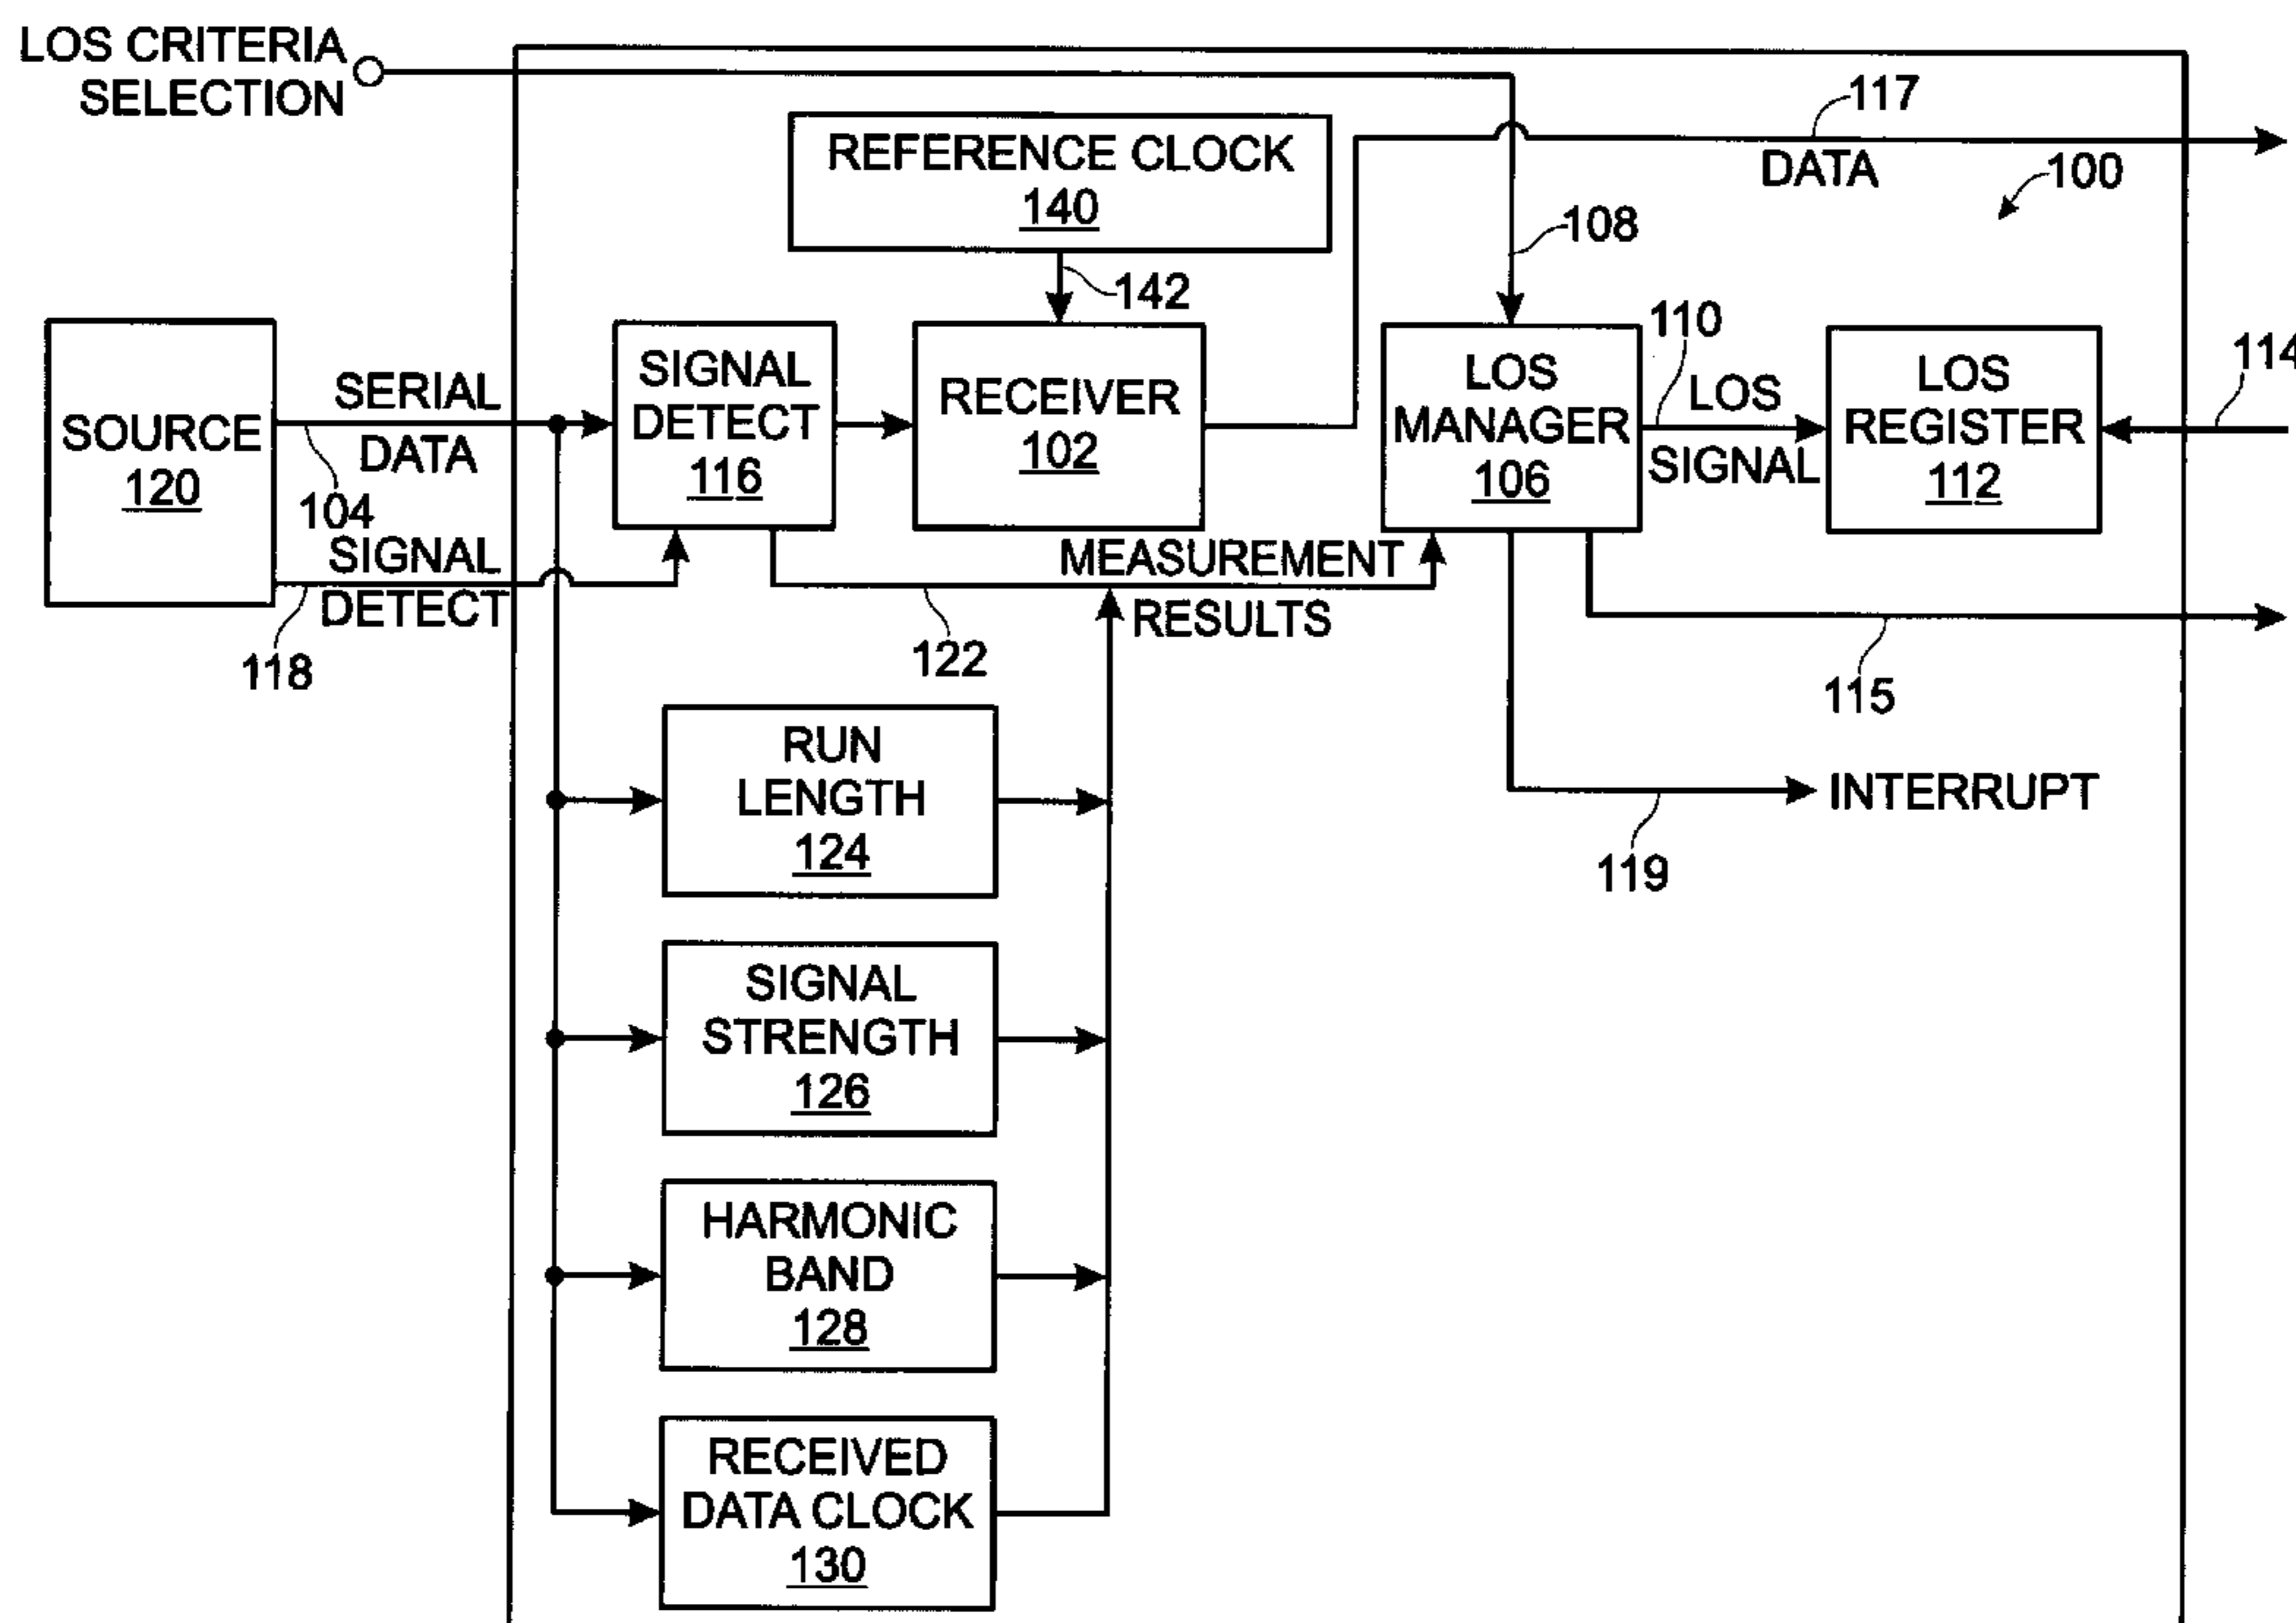 LOS CRITERIA
SELECTION
117
REFERENCE CLOCK
140
DATA
100
108
142
110
114
SOURCE
120
SERIAL
DATA
104
SIGNAL
DETECT
116
RECEIVER
102
LOS
MANAGER
106
LOS
SIGNAL
LOS
REGISTER
112
SIGNAL
DETECT
118
MEASUREMENT
RESULTS
122
115
RUN
LENGTH
124
INTERRUPT
119
SIGNAL
STRENGTH
126
HARMONIC
BAND
128
RECEIVED
DATA CLOCK
130